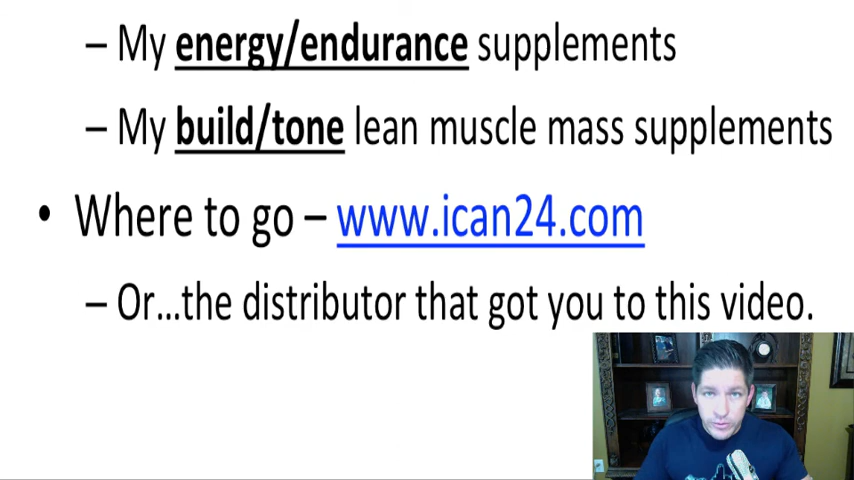 – My energy/endurance supplements
– My build/tone lean muscle mass supplements
• Where to go – www.ican24.com
– Or...the distributor that got you to this video.